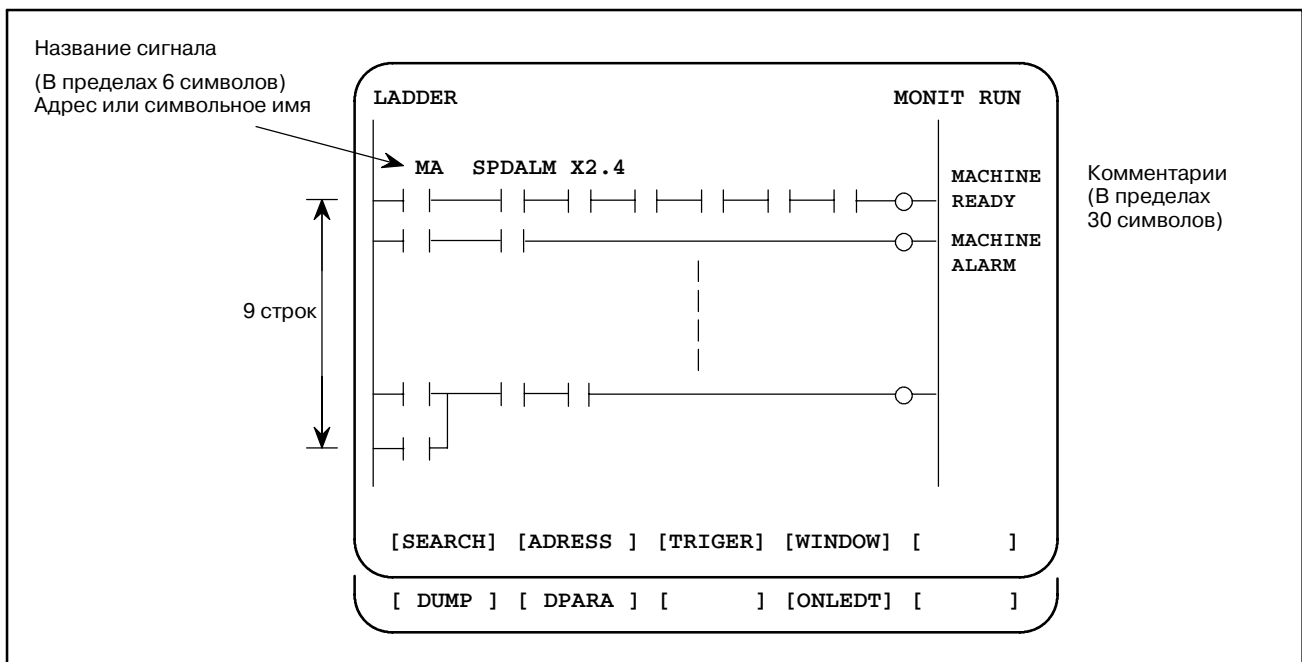 Название сигнала
(В пределах 6 символов)
Адрес или символьное имя
LADDER MONIT RUN
MA SPDALM X2.4
MACHINE
READY
MACHINE
ALARM
Комментарии
(В пределах
30 символов)
9 строк
[SEARCH] [ADRESS ] [TRIGER] [WINDOW] [ ]
[ DUMP ] [ DPARA ] [ ] [ONLEDT] [ ]